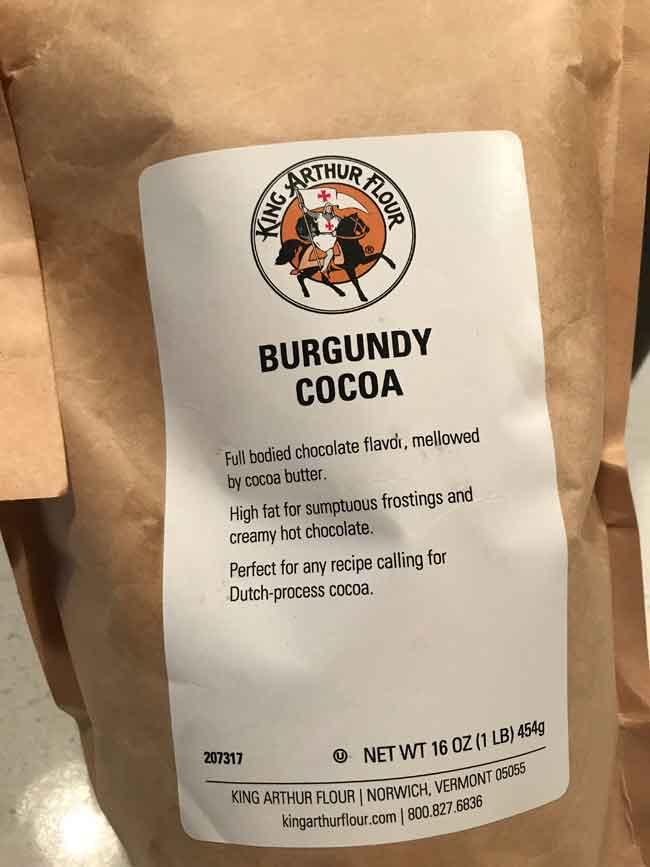 KING ARTHUR FLOUR
®
BURGUNDY
COCOA
Full bodied chocolate flavor, mellowed
by cocoa butter.
High fat for sumptuous frostings and
creamy hot chocolate.
Perfect for any recipe calling for
Dutch-process cocoa.
207317 U NET WT 16 OZ (1 LB) 454g
KING ARTHUR FLOUR | NORWICH, VERMONT 05055
kingarthurflour.com | 800.827.6836